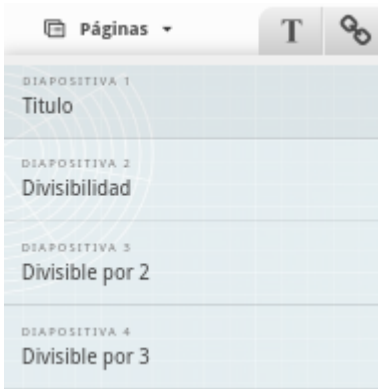 Páginas
T
DIAPOSITIVA 1
Titulo
DIAPOSITIVA 2
Divisibilidad
DIAPOSITIVA 3
Divisible por 2
DIAPOSITIVA 4
Divisible por 3